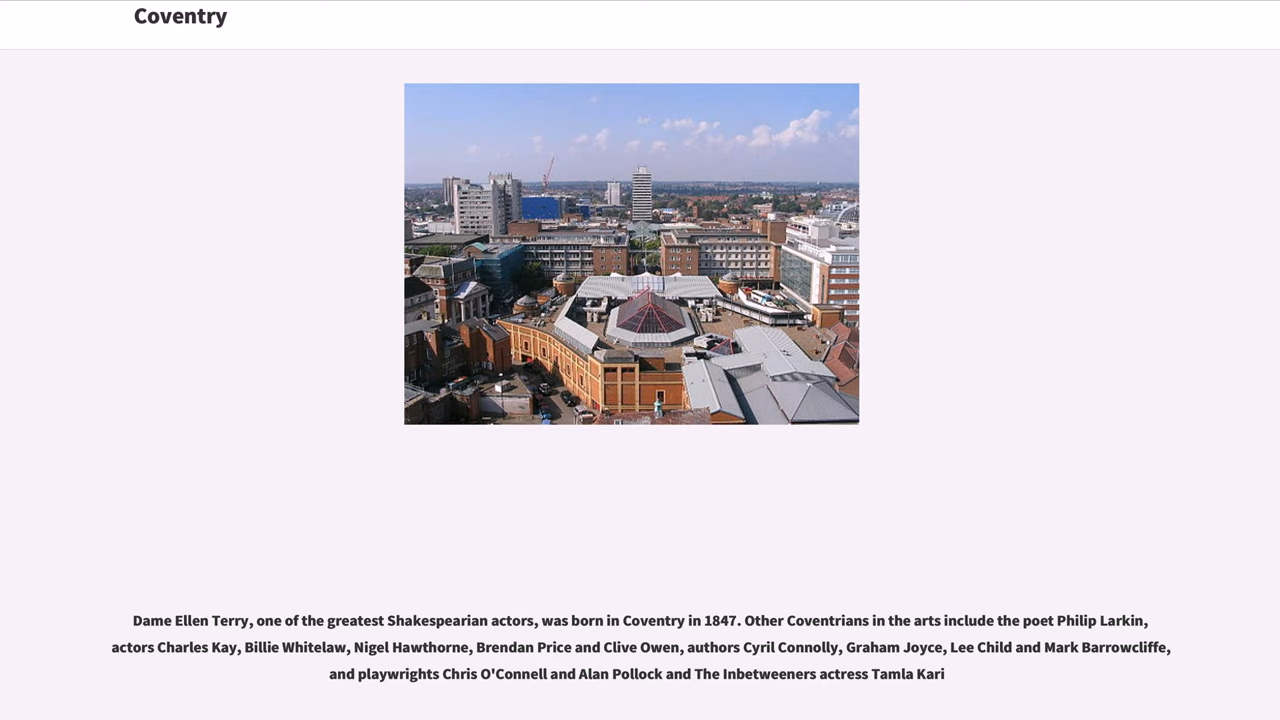 Coventry
Dame Ellen Terry, one of the greatest Shakespearian actors, was born in Coventry in 1847. Other Coventrians in the arts include the poet Philip Larkin,
actors Charles Kay, Billie Whitelaw, Nigel Hawthorne, Brendan Price and Clive Owen, authors Cyril Connolly, Graham Joyce, Lee Child and Mark Barrowcliffe,
and playwrights Chris O'Connell and Alan Pollock and The Inbetweeners actress Tamla Kari